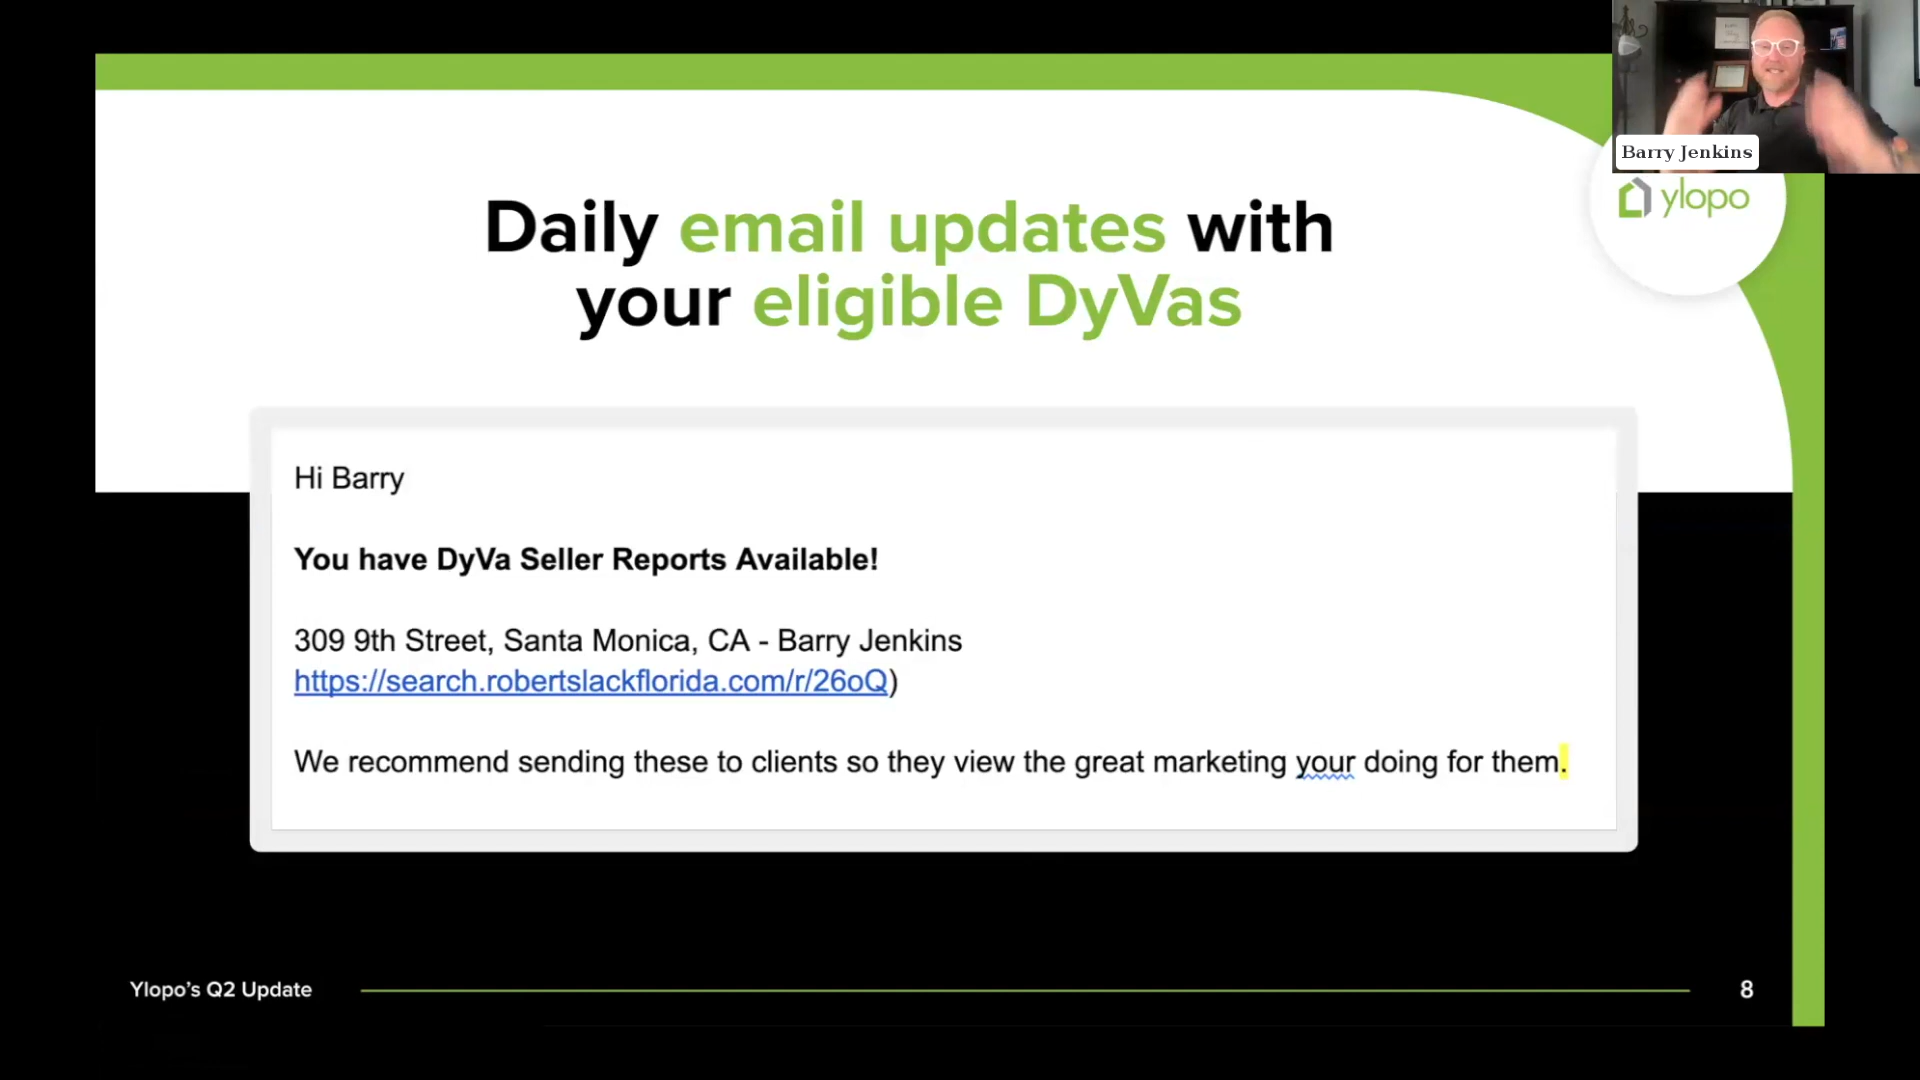 Barry Jenkins
ylopo
Daily email updates with
your eligible DyVas
Hi Barry
You have DyVa Seller Reports Available!
309 9th Street, Santa Monica, CA - Barry Jenkins
https://search.robertslackflorida.com/r/26oQ)
We recommend sending these to clients so they view the great marketing your doing for them.
Ylopo’s Q2 Update
8